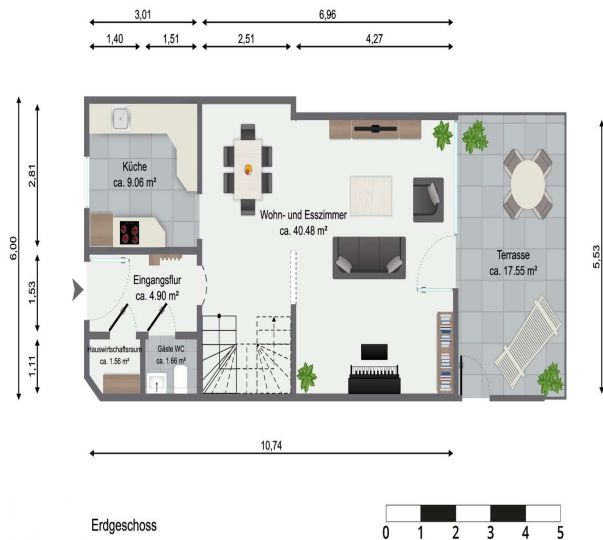 3,01
6,96
1,40
1,51
2,51
4,27
6,00
2,81
1,53
1,11
5,53
Küche
ca. 9.06 m²
Wohn- und Esszimmer
ca. 40.48 m²
Terrasse
ca. 17.55 m²
Eingangsflur
ca. 4.90 m²
Hauswirtschaftsraum
ca. 1.56 m²
Gäste WC
ca. 1.66 m²
10,74
Erdgeschoss
0 1 2 3 4 5